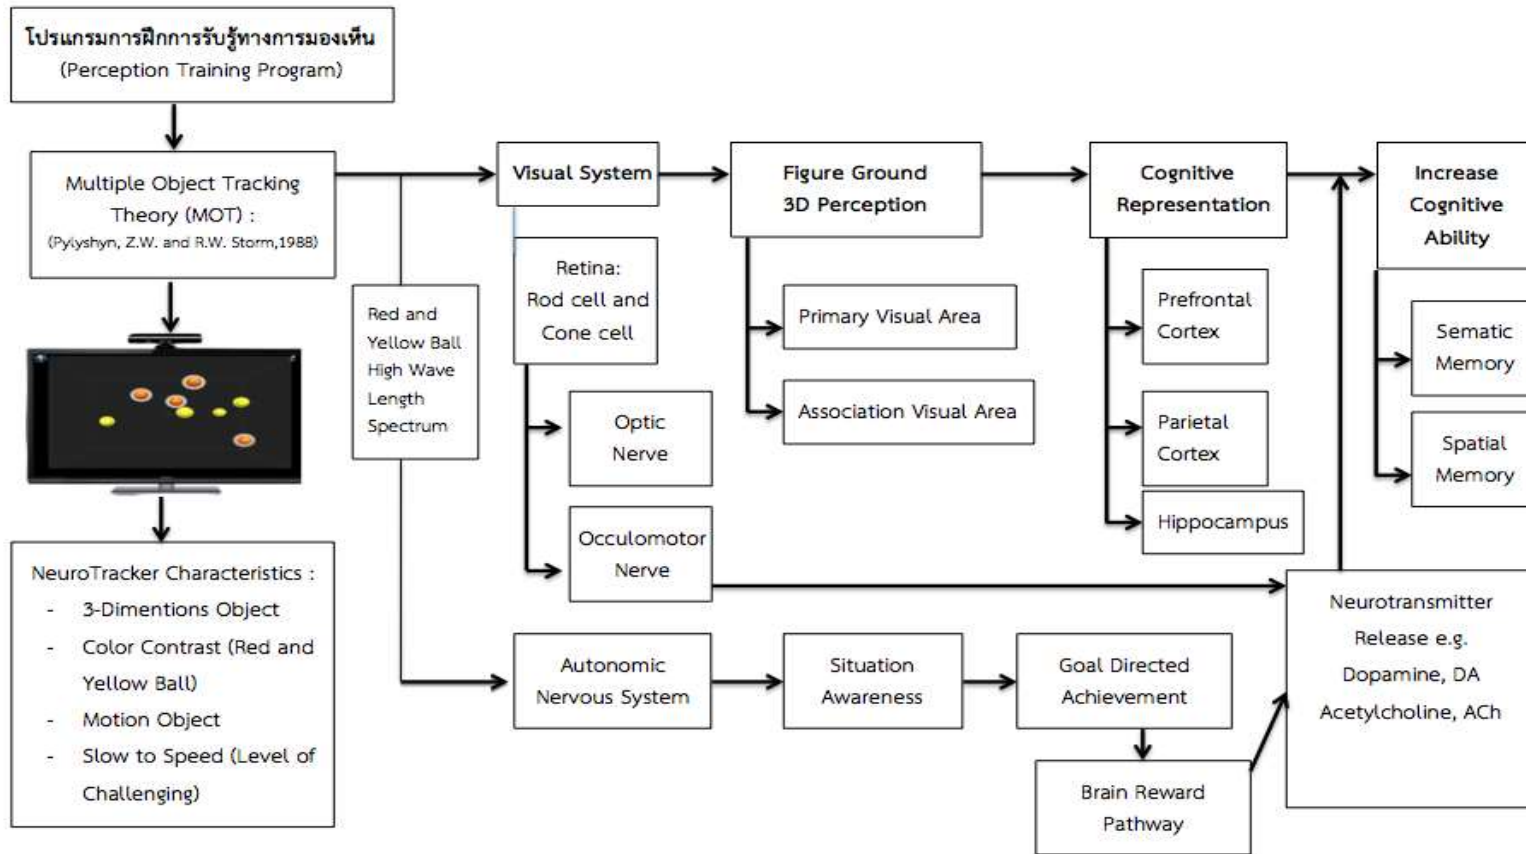 โปรแกรมการฝึกการรับรู้ทางการมองเห็น
(Perception Training Program)
Multiple Object Tracking
Theory (MOT) :
(Pylyshyn, Z.W. and R.W. Storm,1988)
NeuroTracker Characteristics :
- 3-Dimentions Object
- Color Contrast (Red and
Yellow Ball)
- Motion Object
- Slow to Speed (Level of
Challenging)
Red and
Yellow Ball
High Wave
Length
Spectrum
Visual System
Retina:
Rod cell and
Cone cell
Optic
Nerve
Occulomotor
Nerve
Figure Ground
3D Perception
Primary Visual Area
Association Visual Area
Cognitive
Representation
Prefrontal
Cortex
Parietal
Cortex
Hippocampus
Increase
Cognitive
Ability
Sematic
Memory
Spatial
Memory
Autonomic
Nervous System
Situation
Awareness
Goal Directed
Achievement
Brain Reward
Pathway
Neurotransmitter
Release e.g.
Dopamine, DA
Acetylcholine, ACh